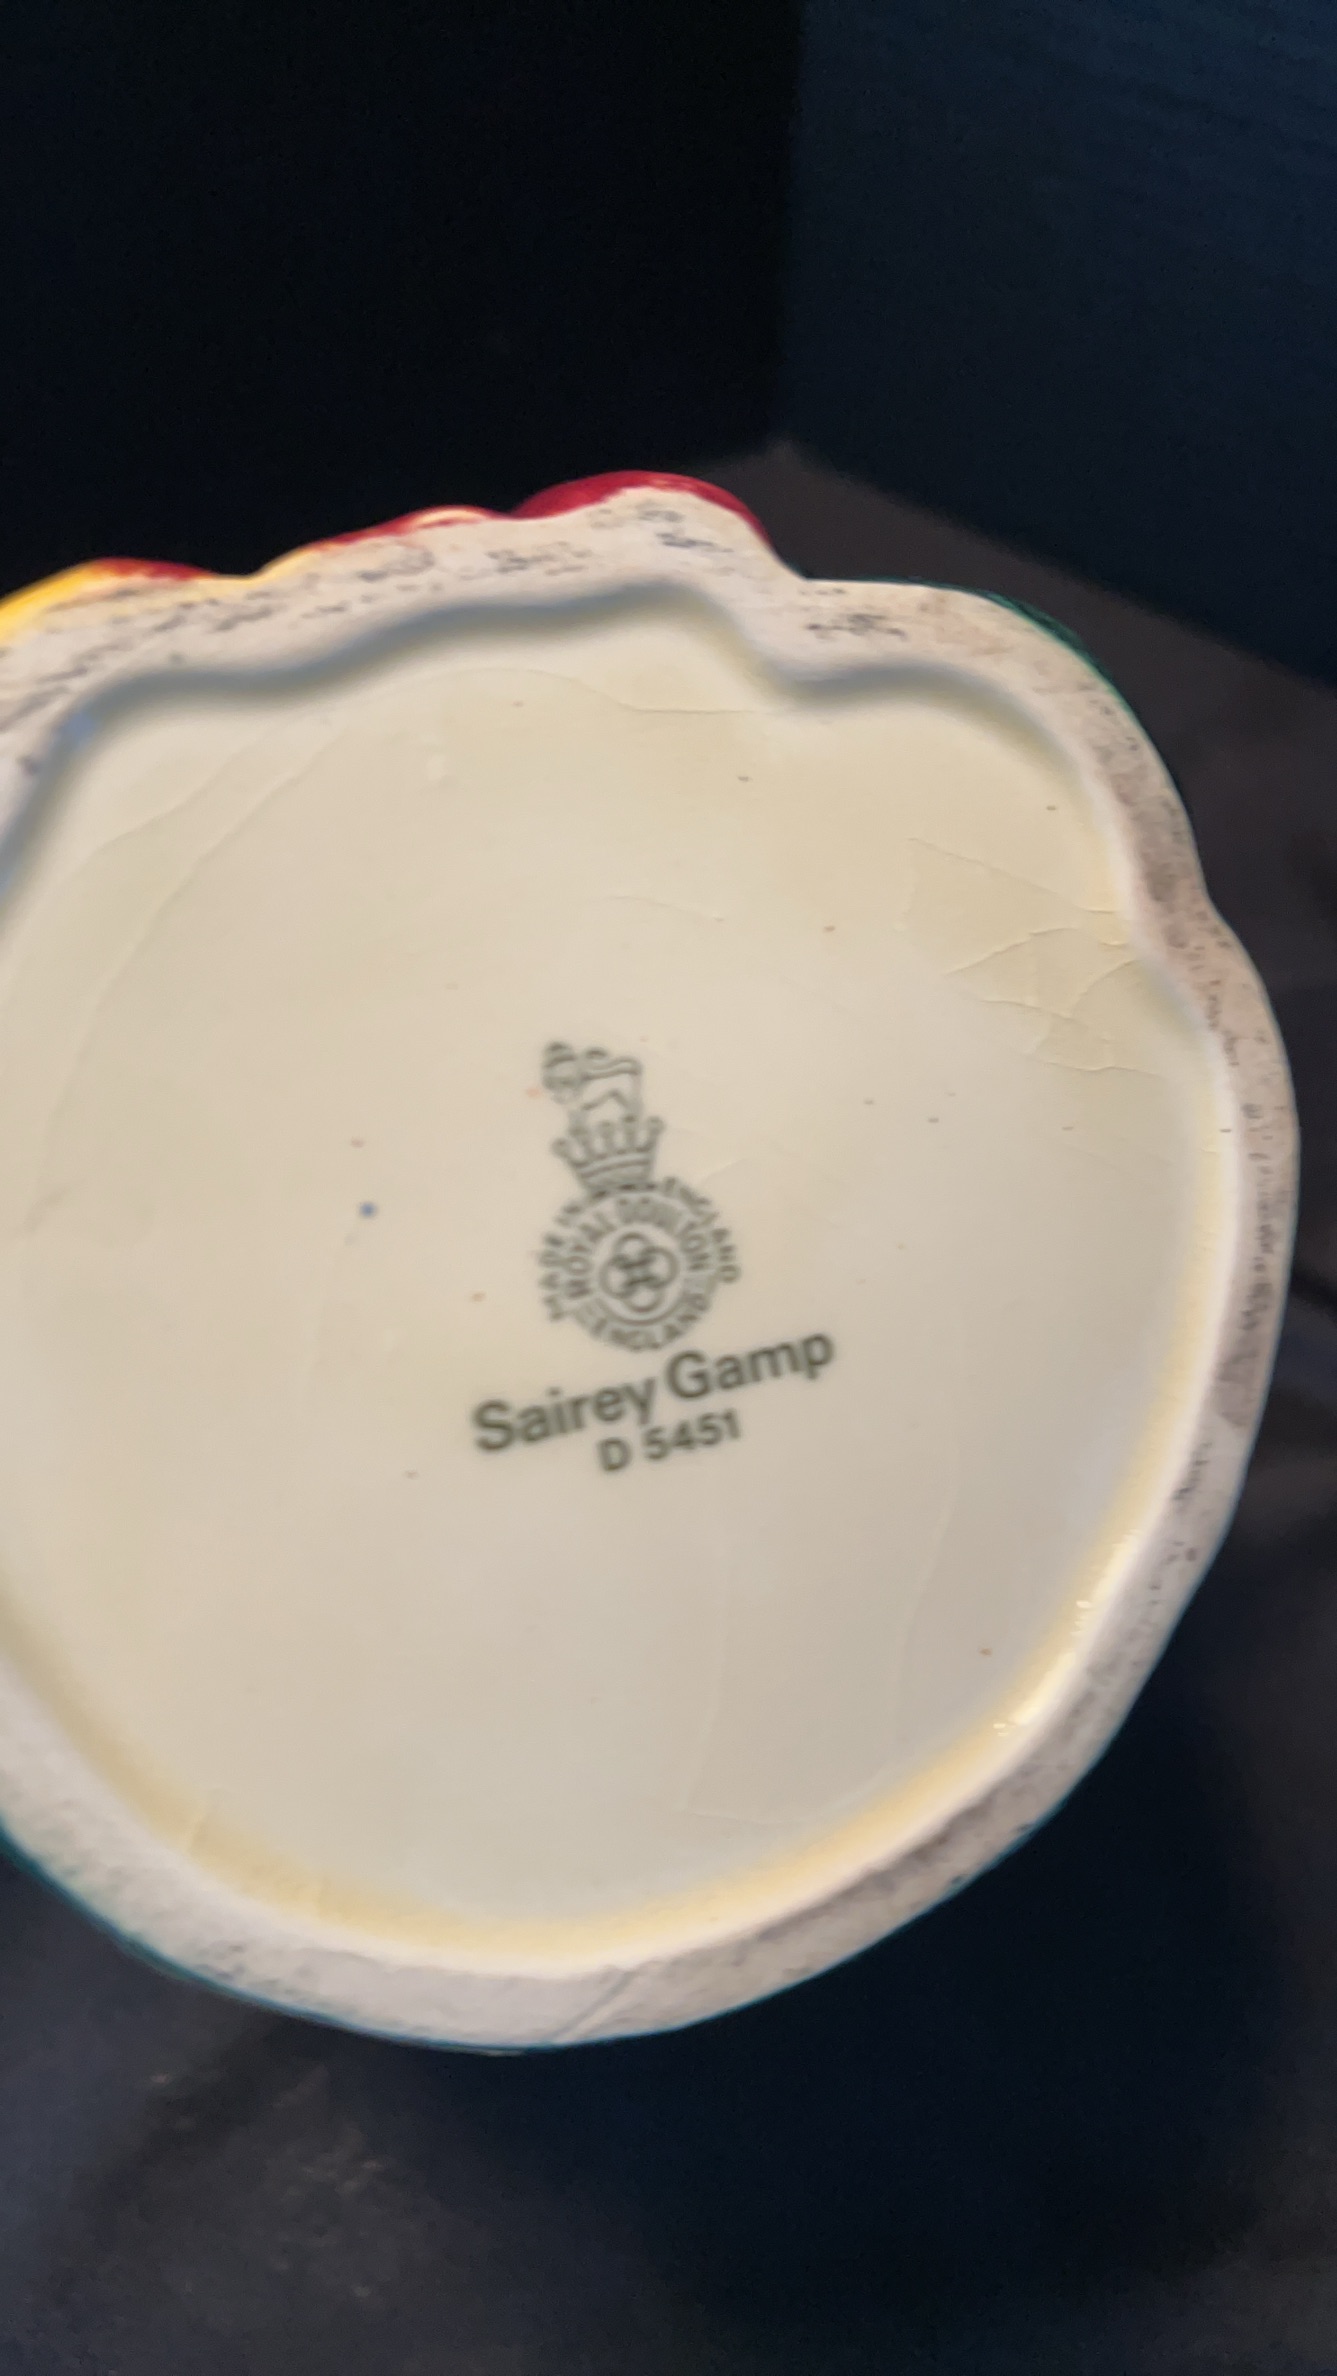 MADE IN ENGLAND
ROYAL DOULTON
ENGLAND
Sairey Gamp
D 5451